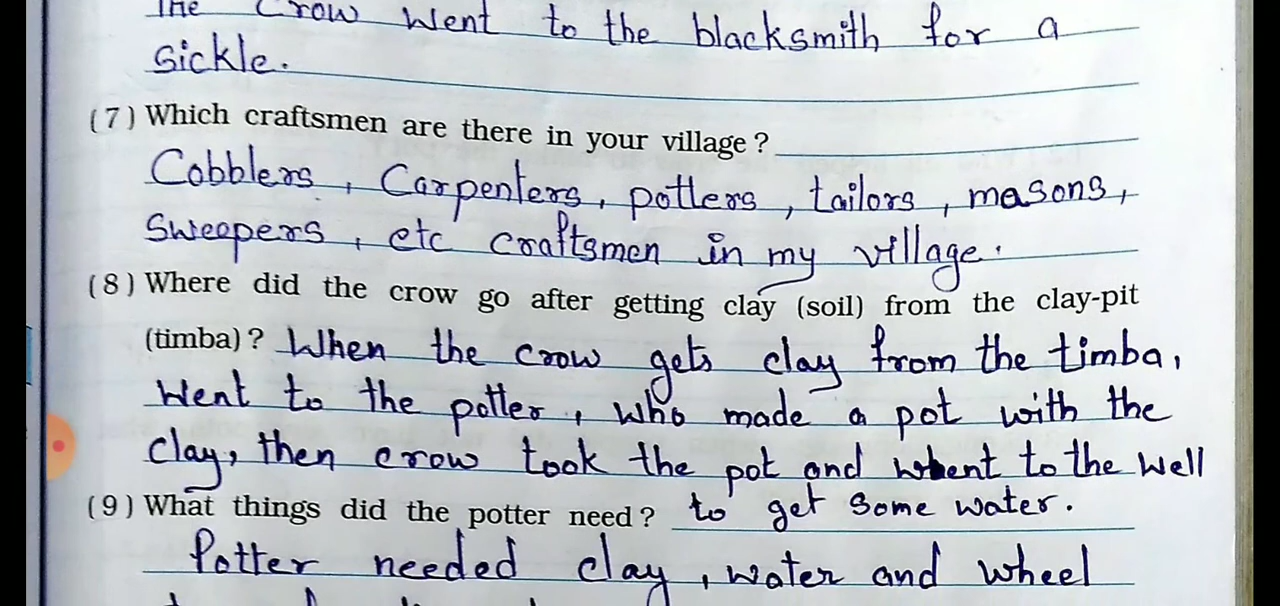 The Crow went to the blacksmith for a
sickle.
(7) Which craftsmen are there in your village?
Cobblers, Carpenters, potters, tailors, masons,
Sweepers, etc craftsmen in my village.
(8) Where did the crow go after getting clay (soil) from the clay-pit
(timba)? When the crow gets clay from the timba,
Went to the potter, who made a pot with the
clay, then crow took the pot and went to the well
(9) What things did the potter need? to get some water.
Potter needed clay, water and wheel